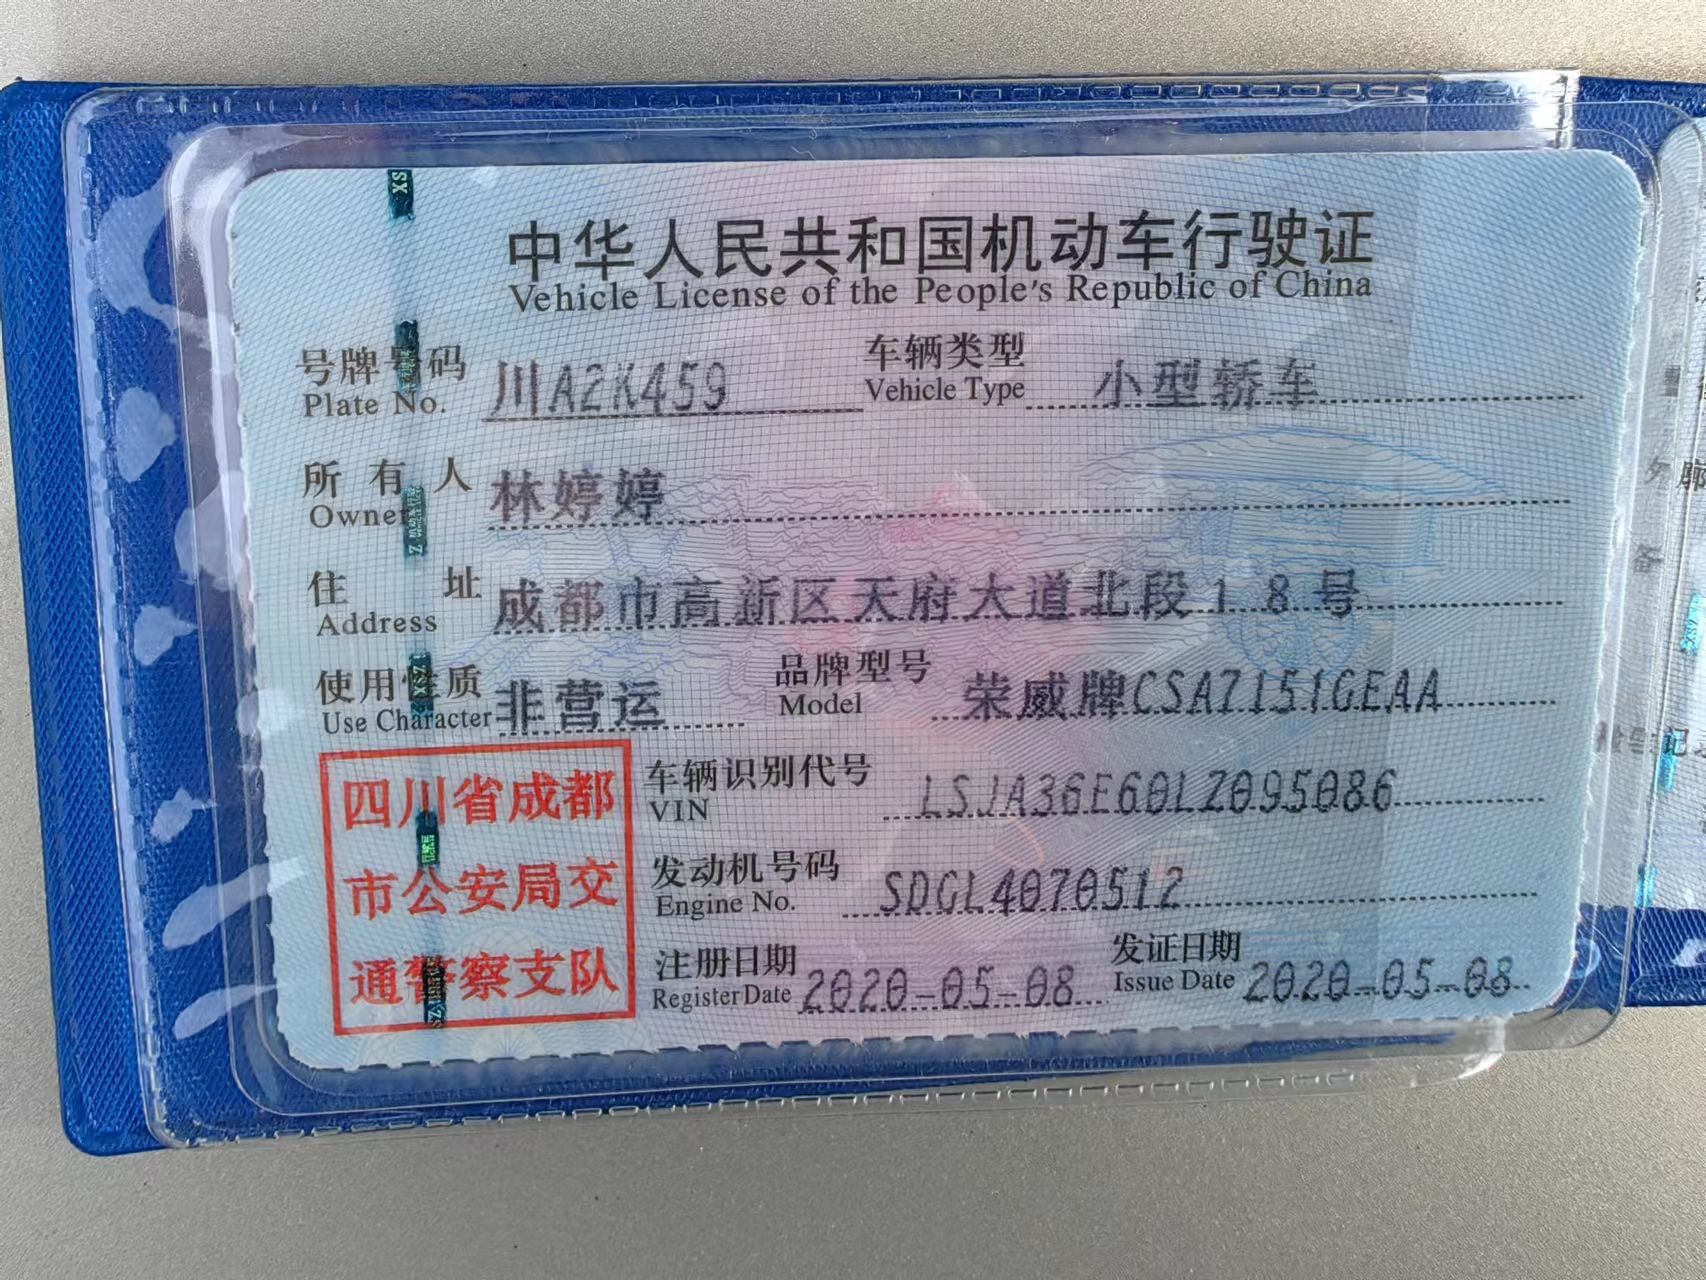 中华人民共和国机动车行驶证
Vehicle License of the People's Republic of China
号牌号码 川A2K459 车辆类型 小型轿车
Plate No. Vehicle Type
所有人 林婷婷
Owner
住址 成都市高新区天府大道北段18号
Address
使用性质 非营运 品牌型号 荣威牌CSA7151GEAA
Use Character Model
四川省成都
市公安局交
通警察支队
车辆识别代号 LSJA36E60LZ095086
VIN
发动机号码 SDGL4070512
Engine No.
注册日期 2020-05-08 发证日期 2020-05-08
Register Date Issue Date